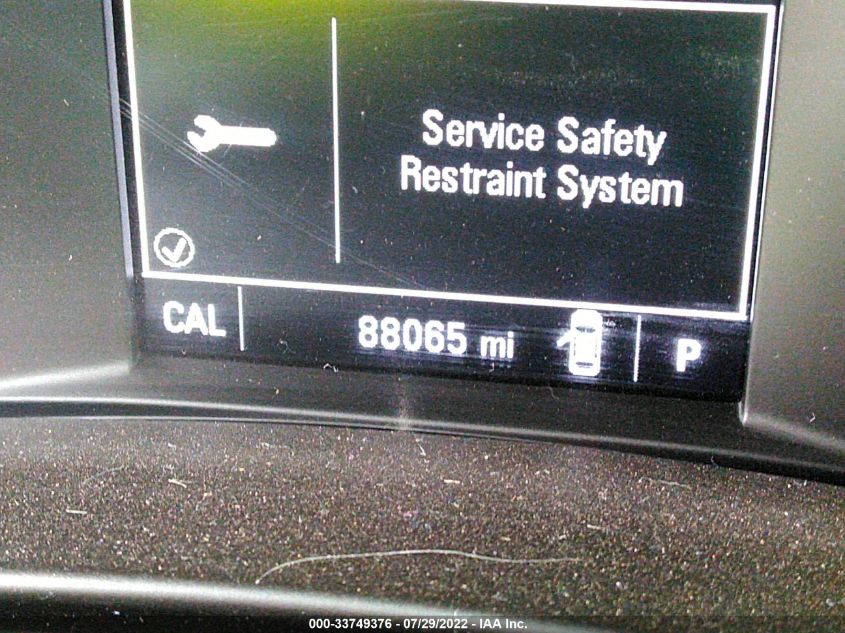 Service Safety
Restraint System
CAL 88065 mi P
000-33749376 - 07/29/2022 - IAA Inc.